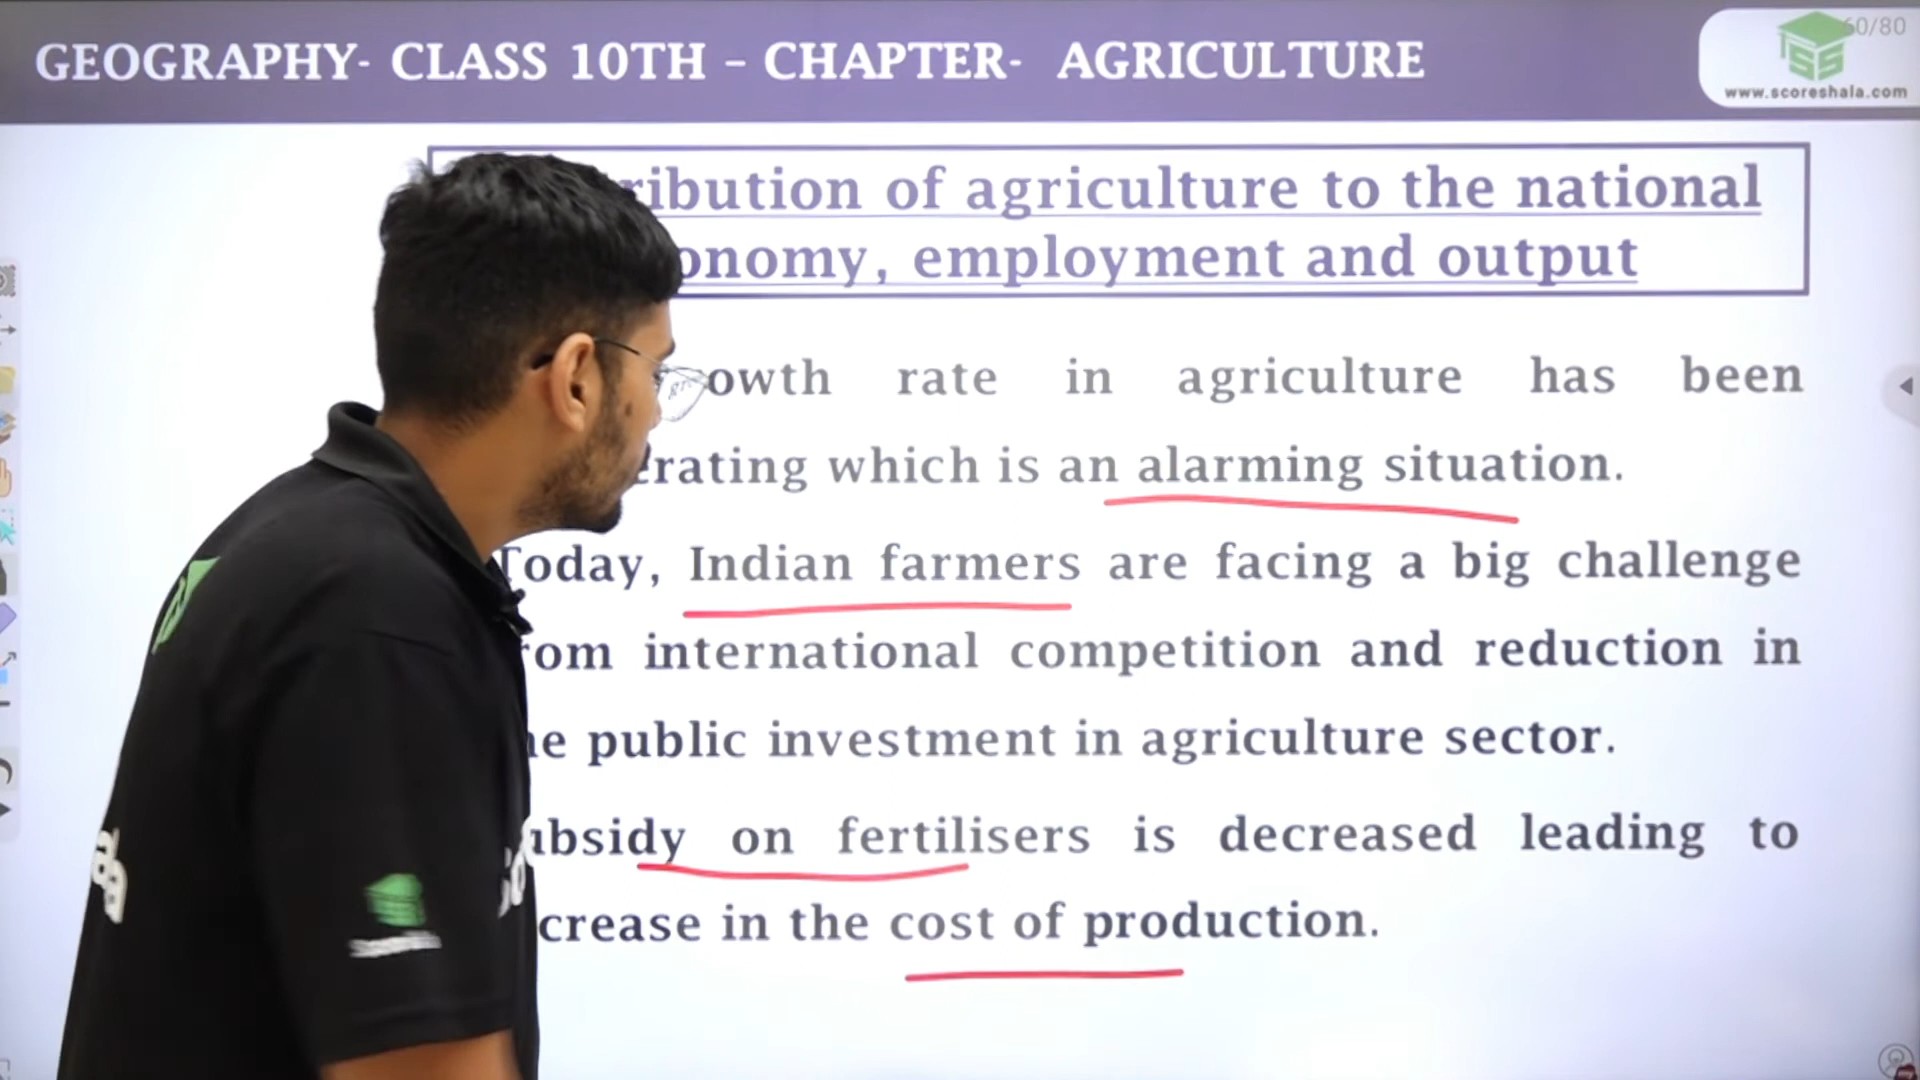 GEOGRAPHY- CLASS 10TH – CHAPTER- AGRICULTURE
60/80
www.scoreshala.com
ribution of agriculture to the national
onomy, employment and output
owth rate in agriculture has been
erating which is an alarming situation.
Today, Indian farmers are facing a big challenge
rom international competition and reduction in
he public investment in agriculture sector.
ubsidy on fertilisers is decreased leading to
crease in the cost of production.